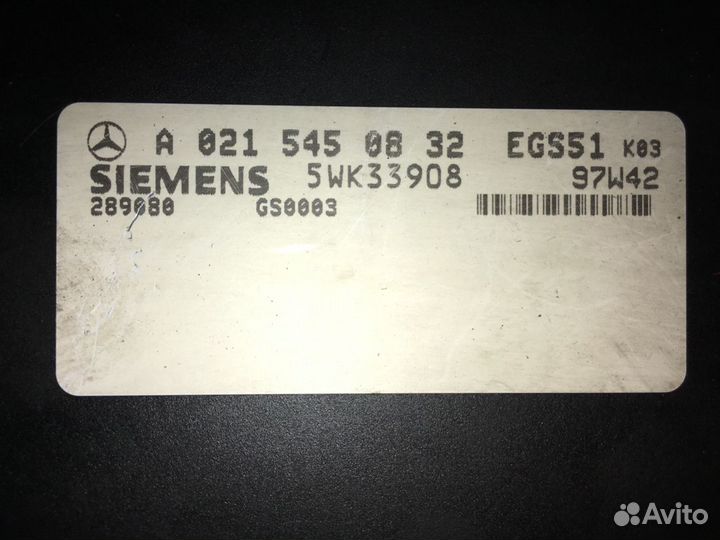 A 021 545 08 32 EGS51 K03
SIEMENS 5WK33908 97W42
289080 GS0003
Avito